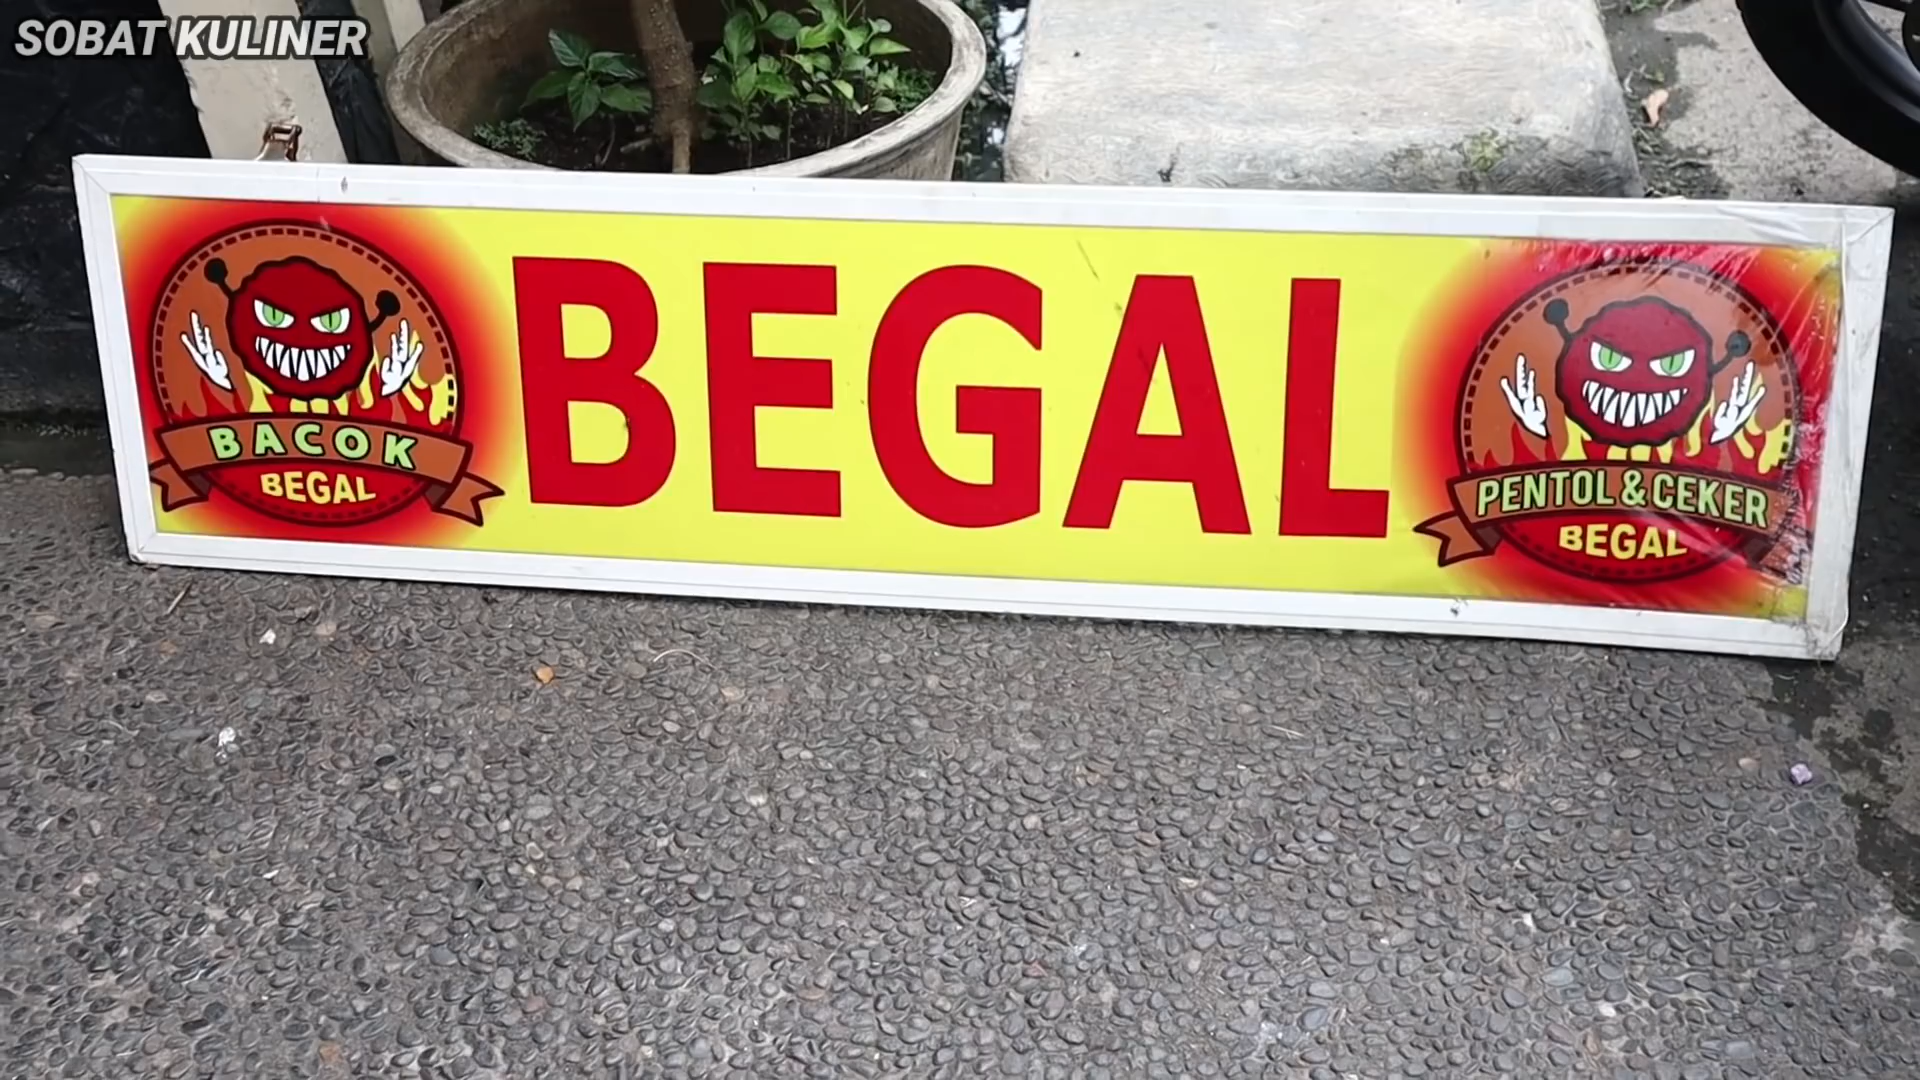 SOBAT KULINER
BACOK
BEGAL
BEGAL
PENTOL & CEKER
BEGAL